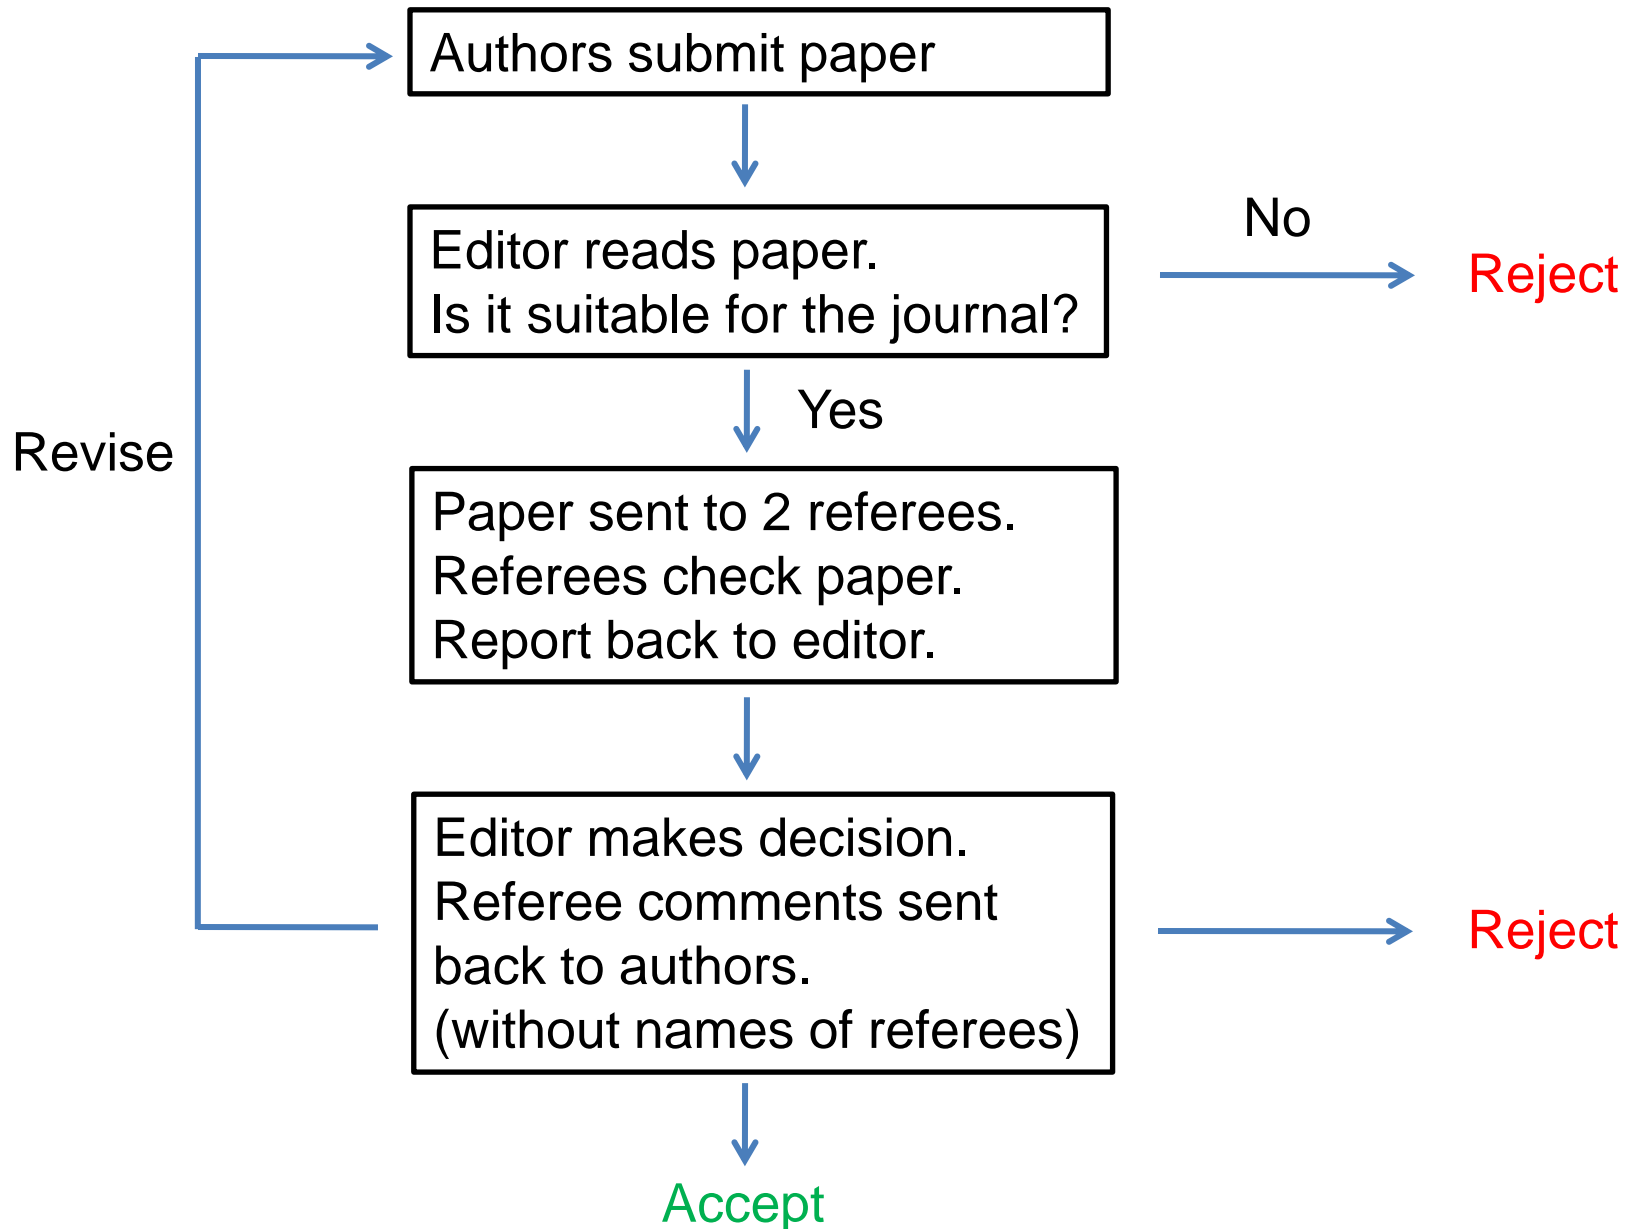 Authors submit paper
No
Editor reads paper.
Is it suitable for the journal?
Reject
Yes
Revise
Paper sent to 2 referees.
Referees check paper.
Report back to editor.
Editor makes decision.
Referee comments sent
back to authors.
(without names of referees)
Reject
Accept